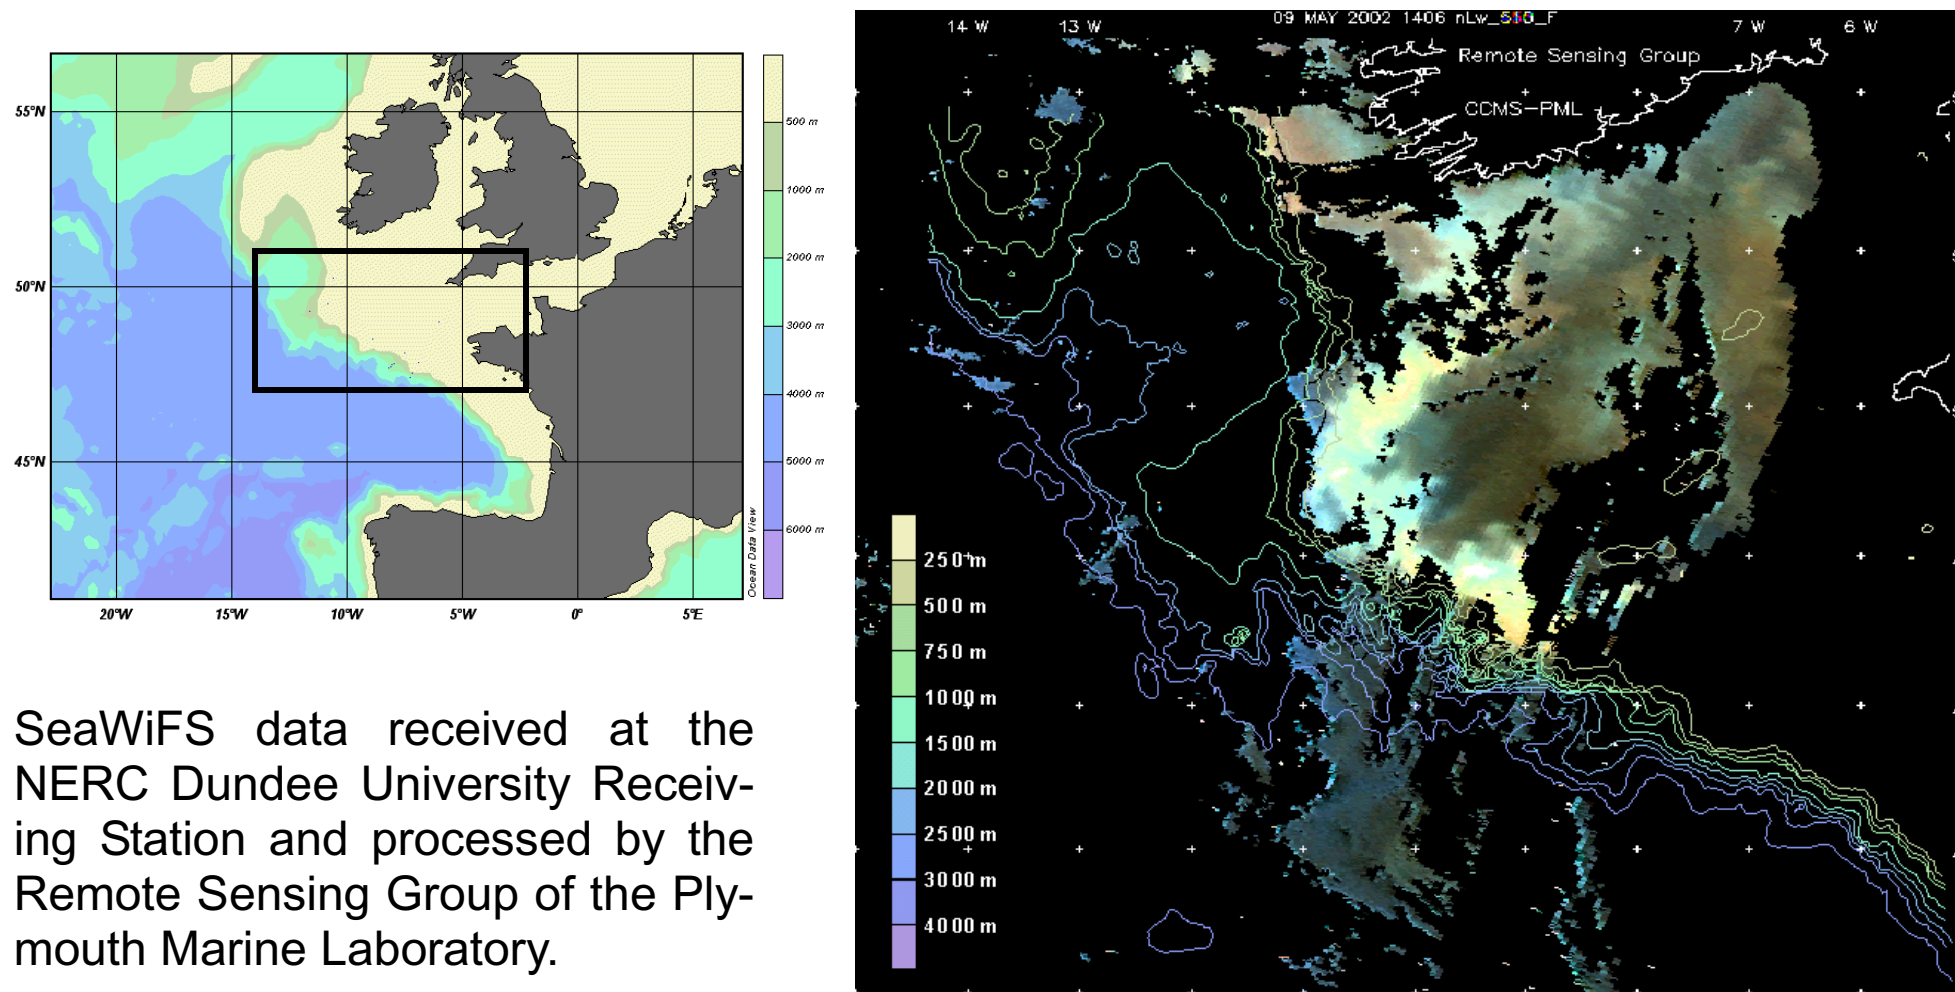 55°N
50°N
45°N
20°W 15°W 10°W 5°W 0° 5°E
500 m
1000 m
2000 m
3000 m
4000 m
5000 m
6000 m
Ocean Data View
SeaWiFS data received at the
NERC Dundee University Receiv-
ing Station and processed by the
Remote Sensing Group of the Ply-
mouth Marine Laboratory.
09 MAY 2002 1406 nLw_ _F
14 W 13 W 7 W 6 W
Remote Sensing Group
CCMS-PML
250 m
500 m
750 m
1000 m
1500 m
2000 m
2500 m
3000 m
4000 m